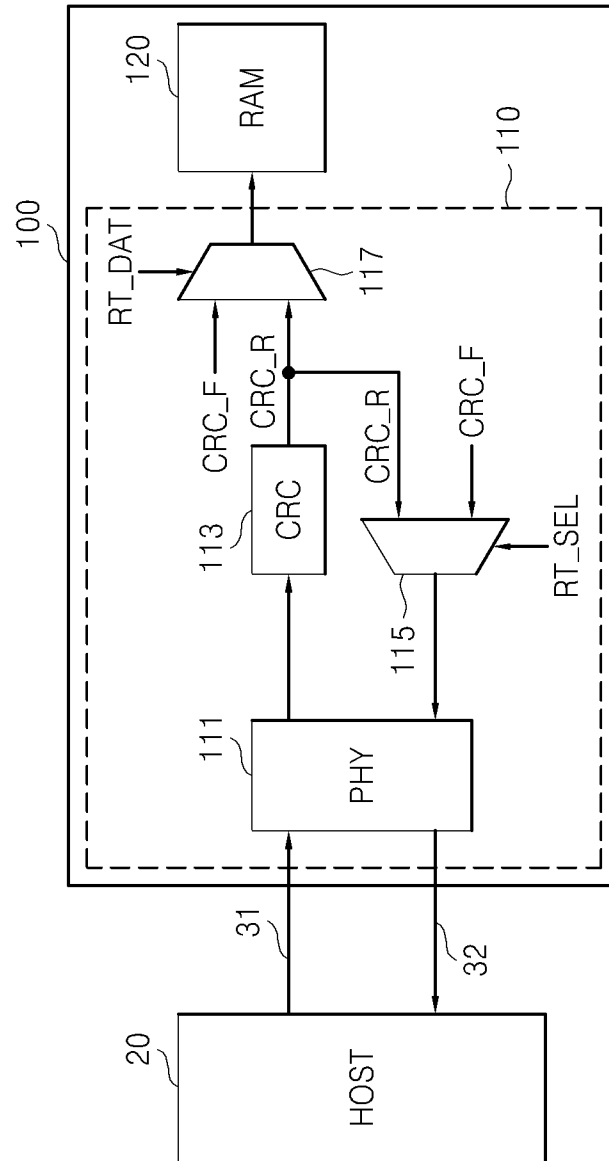 100
120
RAM
RT_DAT
117
110
CRC_F
CRC_R
113
CRC
CRC_R
CRC_F
115
RT_SEL
111
PHY
31
32
20
HOST